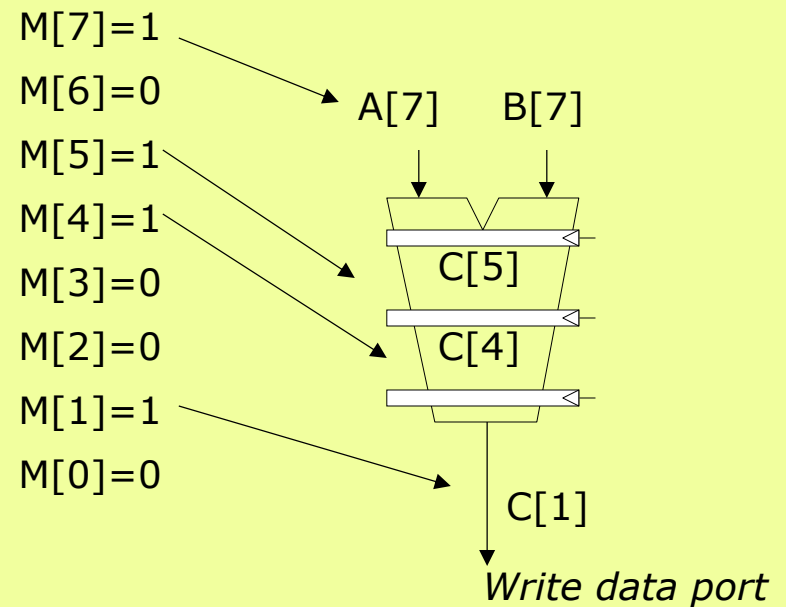 M[7]=1
M[6]=0
M[5]=1
M[4]=1
M[3]=0
M[2]=0
M[1]=1
M[0]=0
A[7] B[7]
C[5]
C[4]
C[1]
Write data port